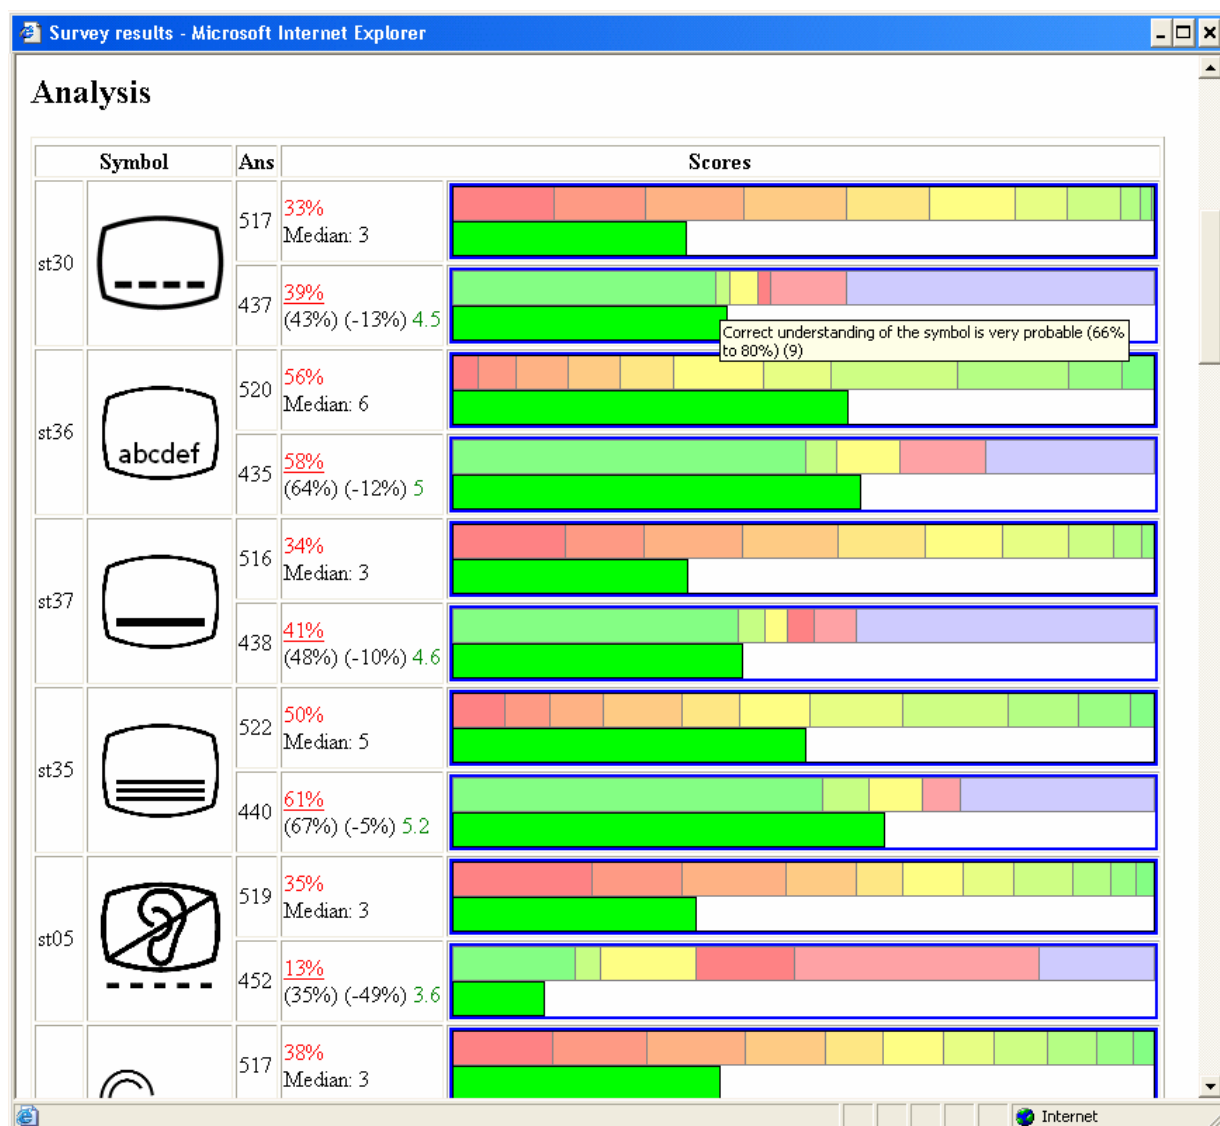 Survey results - Microsoft Internet Explorer
Analysis
Symbol Ans Scores
st30
517 33%
Median: 3
437 39%
(43%) (-13%) 4.5
Correct understanding of the symbol is very probable (66%
to 80%) (9)
st36
abcdef
520 56%
Median: 6
435 58%
(64%) (-12%) 5
st37
516 34%
Median: 3
438 41%
(48%) (-10%) 4.6
st35
522 50%
Median: 5
440 61%
(67%) (-5%) 5.2
st05
519 35%
Median: 3
452 13%
(35%) (-49%) 3.6
517 38%
Median: 3
Internet